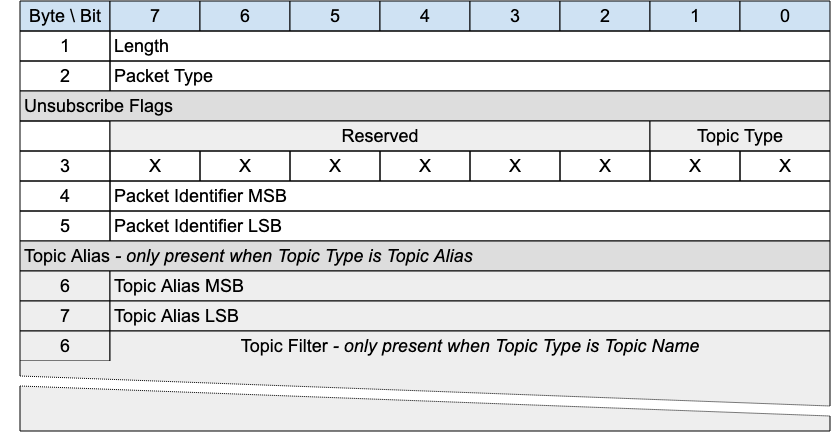 Byte \ Bit 7 6 5 4 3 2 1 0
1 Length
2 Packet Type
Unsubscribe Flags
Reserved Topic Type
3 X X X X X X X X
4 Packet Identifier MSB
5 Packet Identifier LSB
Topic Alias - only present when Topic Type is Topic Alias
6 Topic Alias MSB
7 Topic Alias LSB
6 Topic Filter - only present when Topic Type is Topic Name